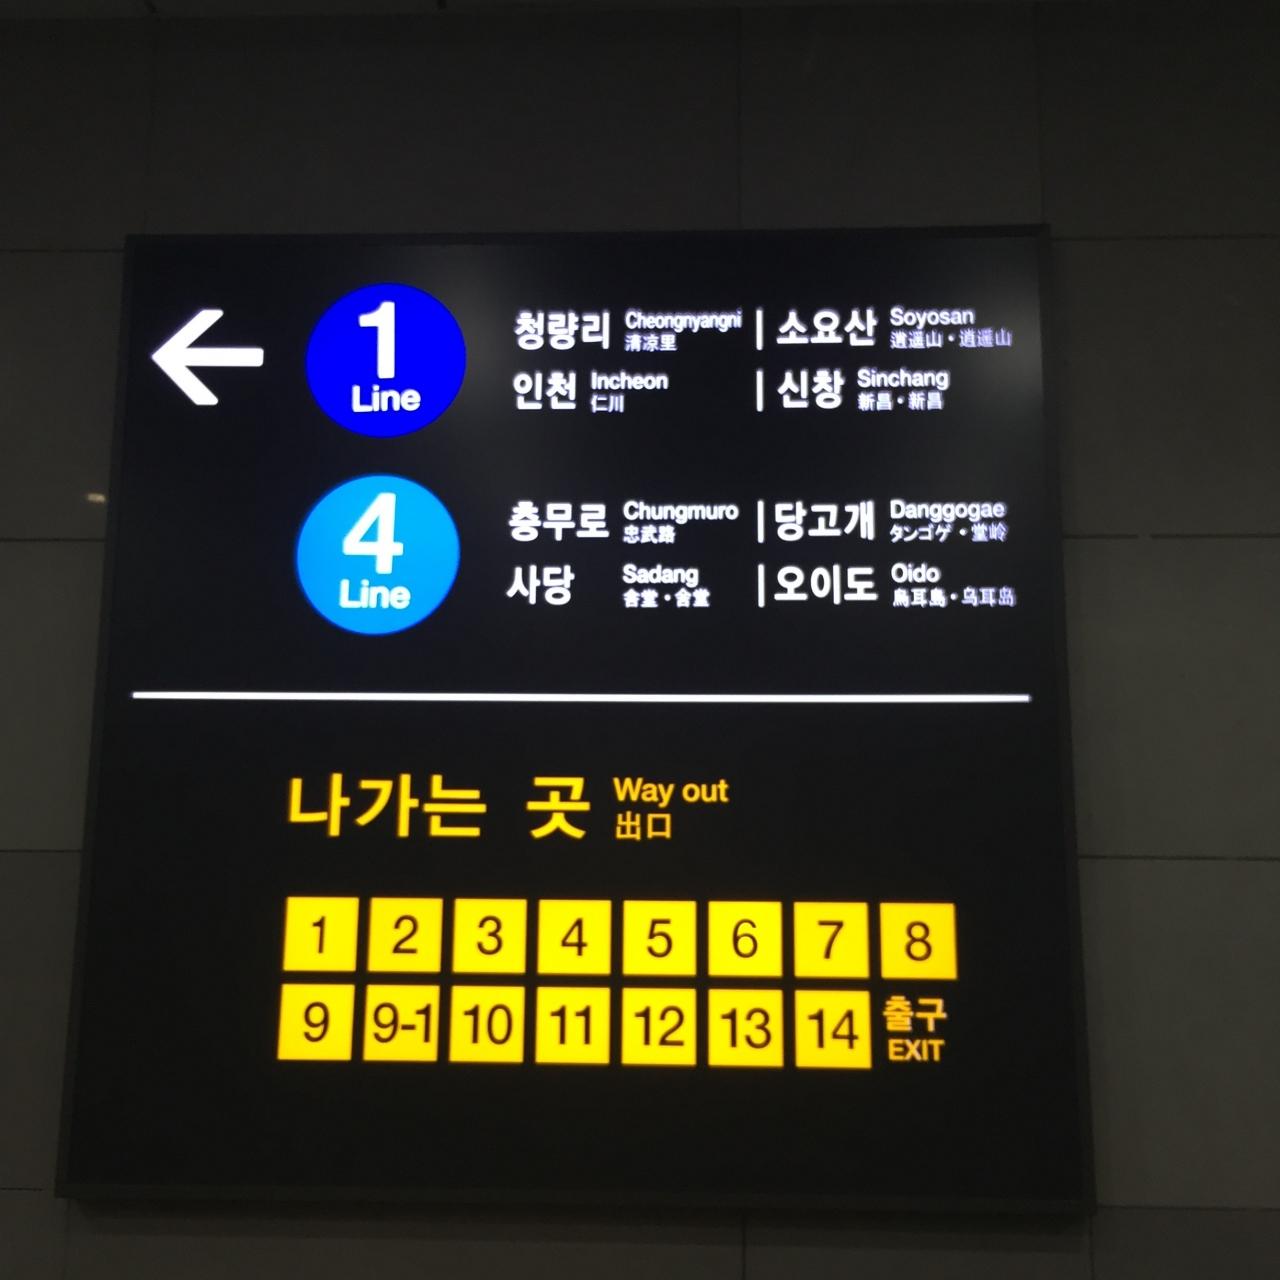 1 Line
청량리 Cheongnyangni 清凉里 | 소요산 Soyosan 逍遥山・逍遥山
인천 Incheon 仁川 | 신창 Sinchang 新昌・新昌
4 Line
충무로 Chungmuro 忠武路 | 당고개 Danggogae タンゴゲ・堂岭
사당 Sadang 舍堂・舍堂 | 오이도 Oido 烏耳島・乌耳岛
나가는 곳 Way out 出口
1 2 3 4 5 6 7 8
9 9-1 10 11 12 13 14 출구 EXIT